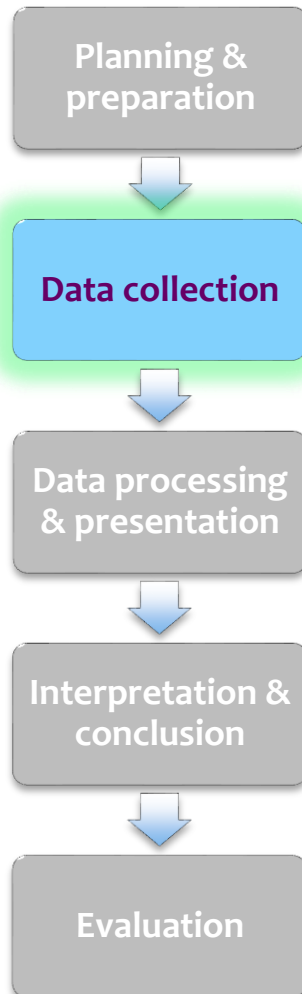 Planning &
preparation
Data collection
Data processing
& presentation
Interpretation &
conclusion
Evaluation